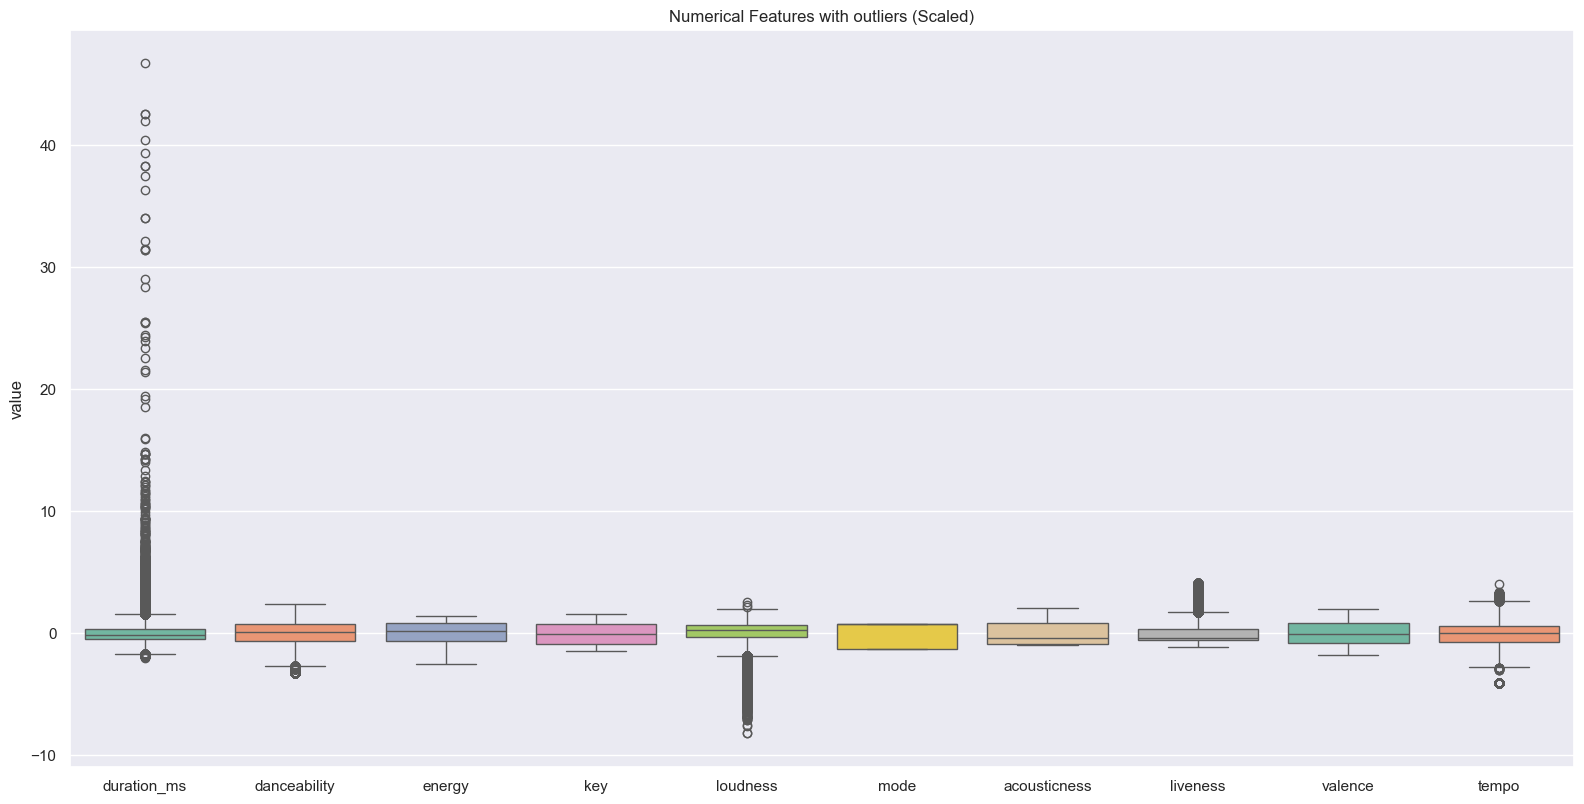 Numerical Features with outliers (Scaled)
value
40
30
20
10
0
−10
duration_ms danceability energy key loudness mode acousticness liveness valence tempo